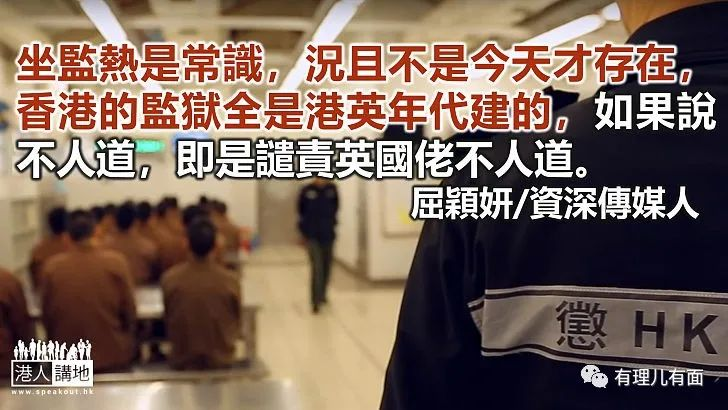 坐監熱是常識，況且不是今天才存在，
香港的監獄全是港英年代建的，如果說
不人道，即是譴責英國佬不人道。
屈穎妍/資深傳媒人
懲 HK
港人講地
www.speakout.hk
有理儿有面